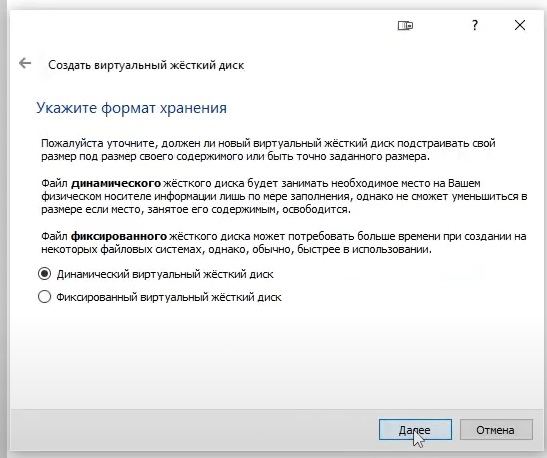 ?
Создать виртуальный жёсткий диск
Укажите формат хранения
Пожалуйста уточните, должен ли новый виртуальный жёсткий диск подстраивать свой
размер под размер своего содержимого или быть точно заданного размера.
Файл динамического жёсткого диска будет занимать необходимое место на Вашем
физическом носителе информации лишь по мере заполнения, однако не сможет уменьшиться в
размере если место, занятое его содержимым, освободится.
Файл фиксированного жёсткого диска может потребовать больше времени при создании на
некоторых файловых системах, однако, обычно, быстрее в использовании.
Динамический виртуальный жёсткий диск
Фиксированный виртуальный жёсткий диск
Далее
Отмена